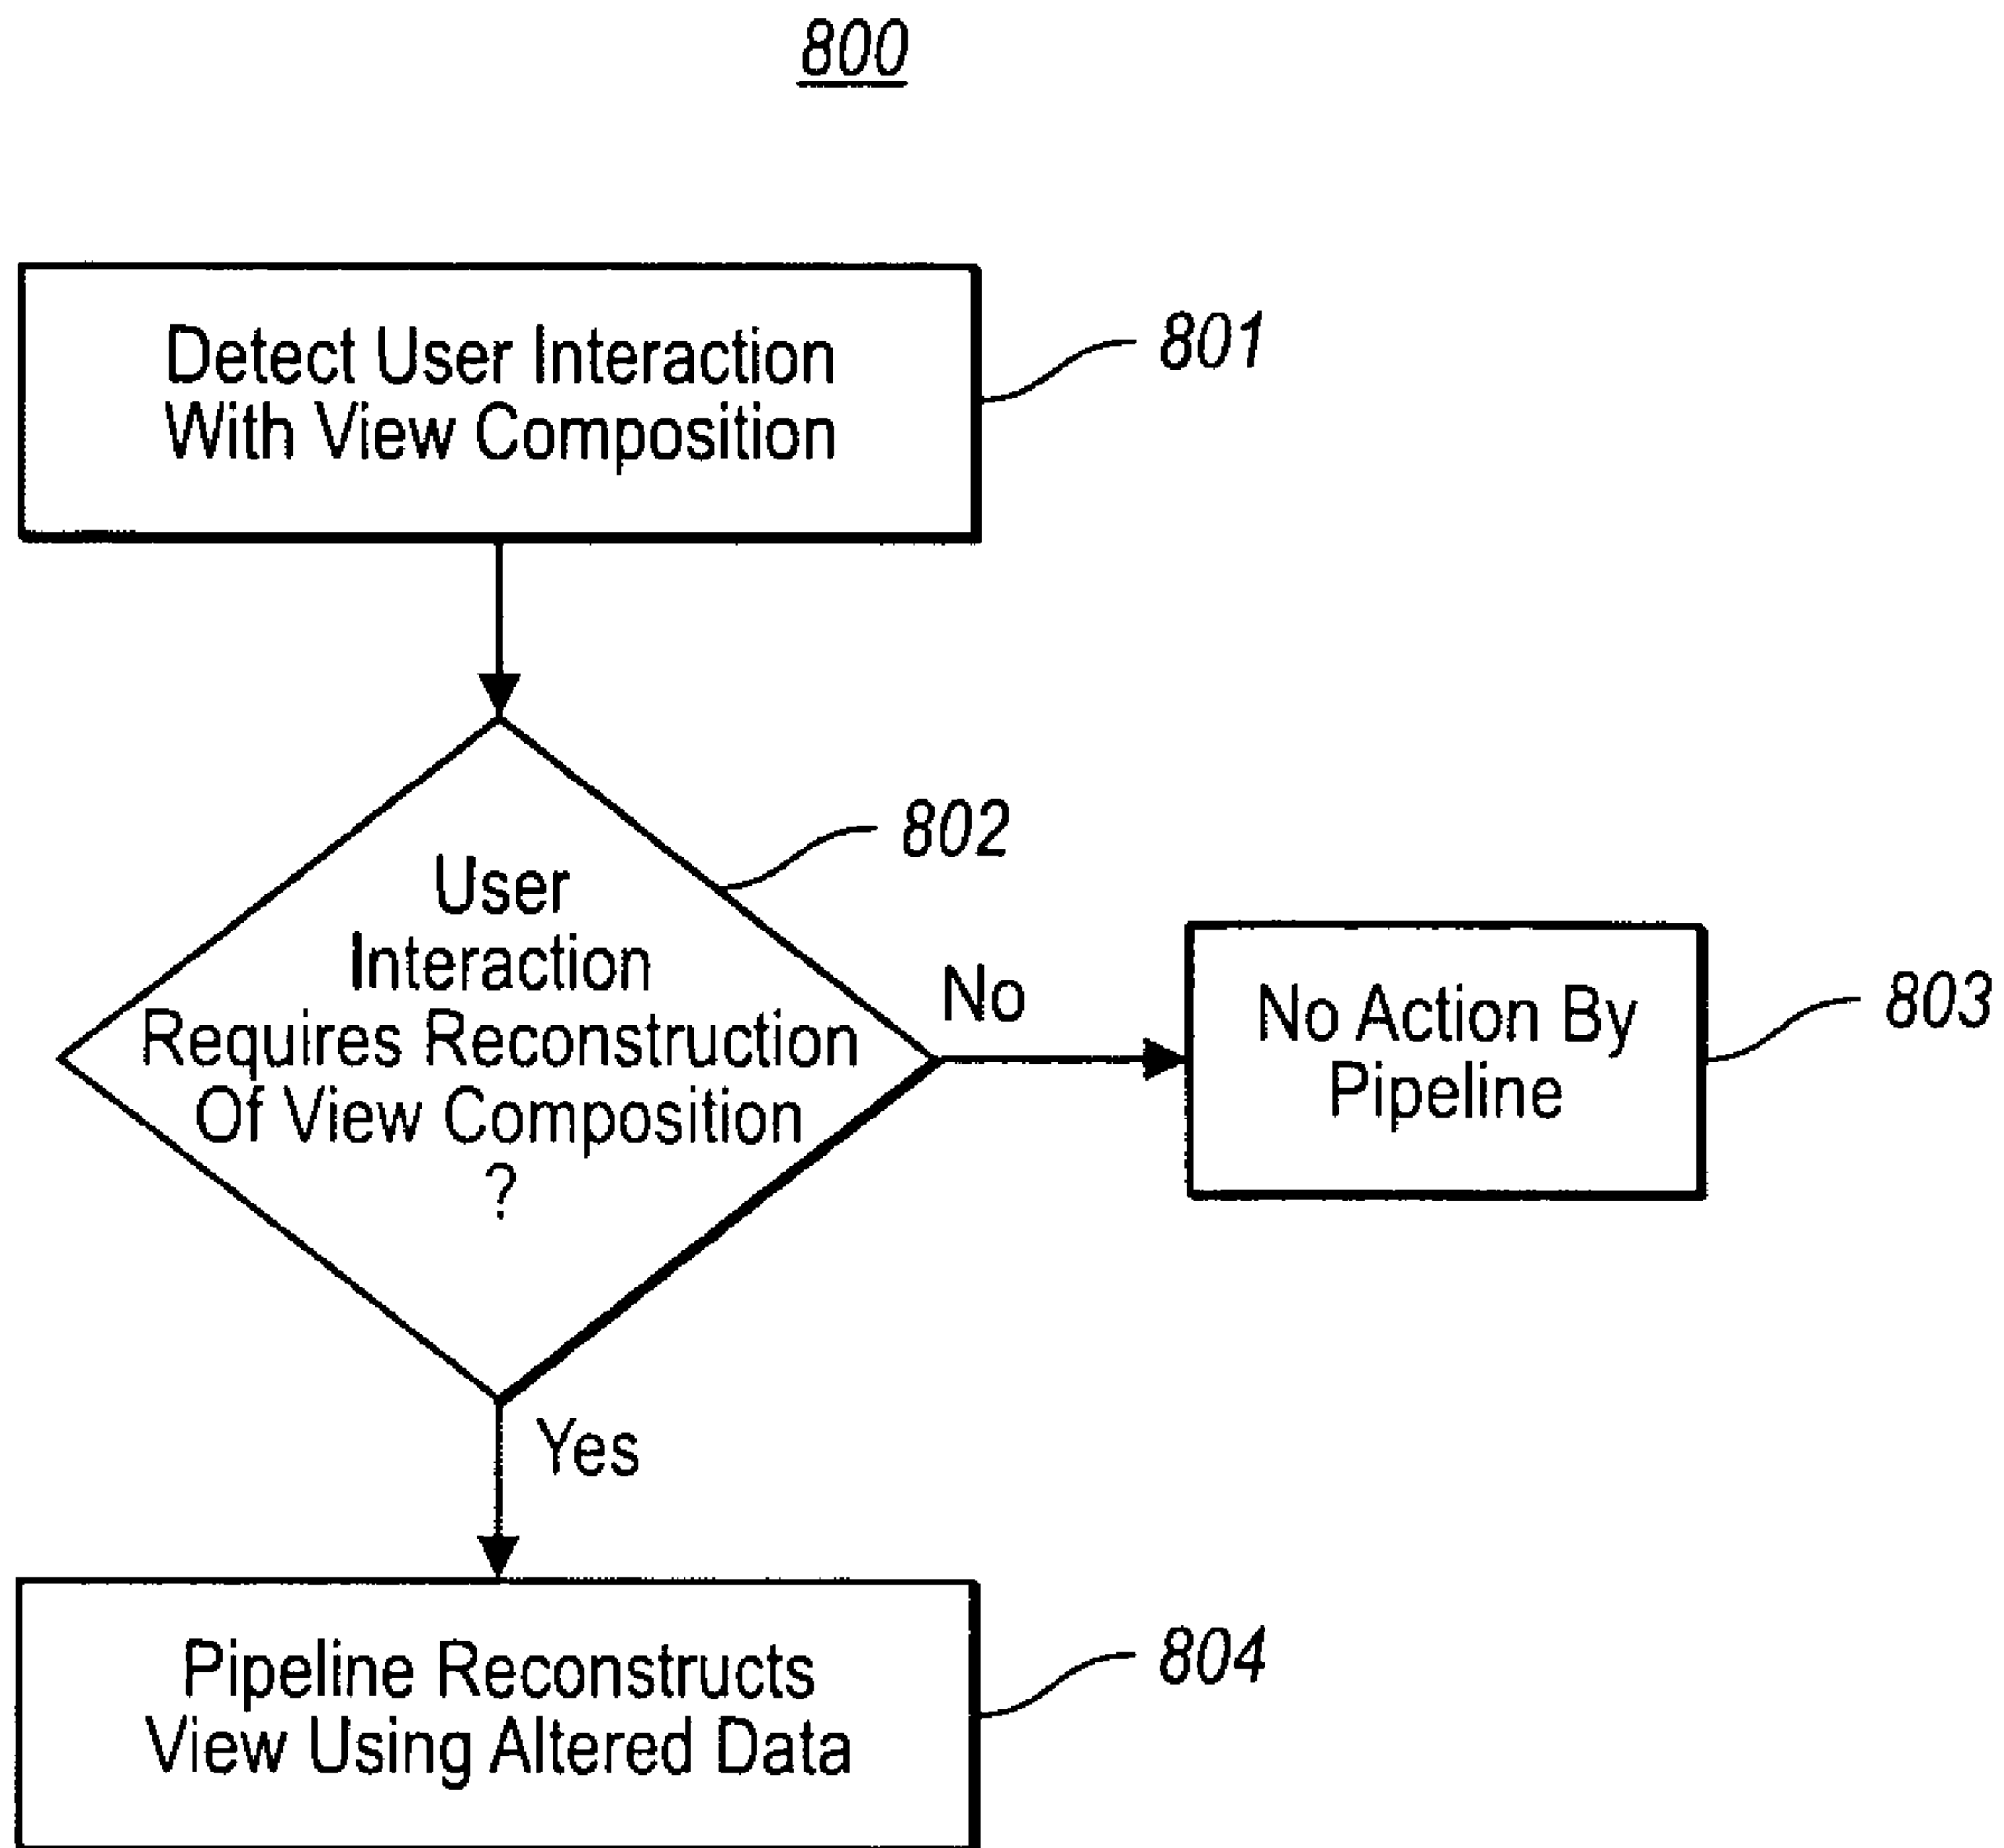 800
Detect User Interaction
With View Composition
801
802
User
Interaction
Requires Reconstruction
Of View Composition
?
No
No Action By
Pipeline
803
Yes
Pipeline Reconstructs
View Using Altered Data
804